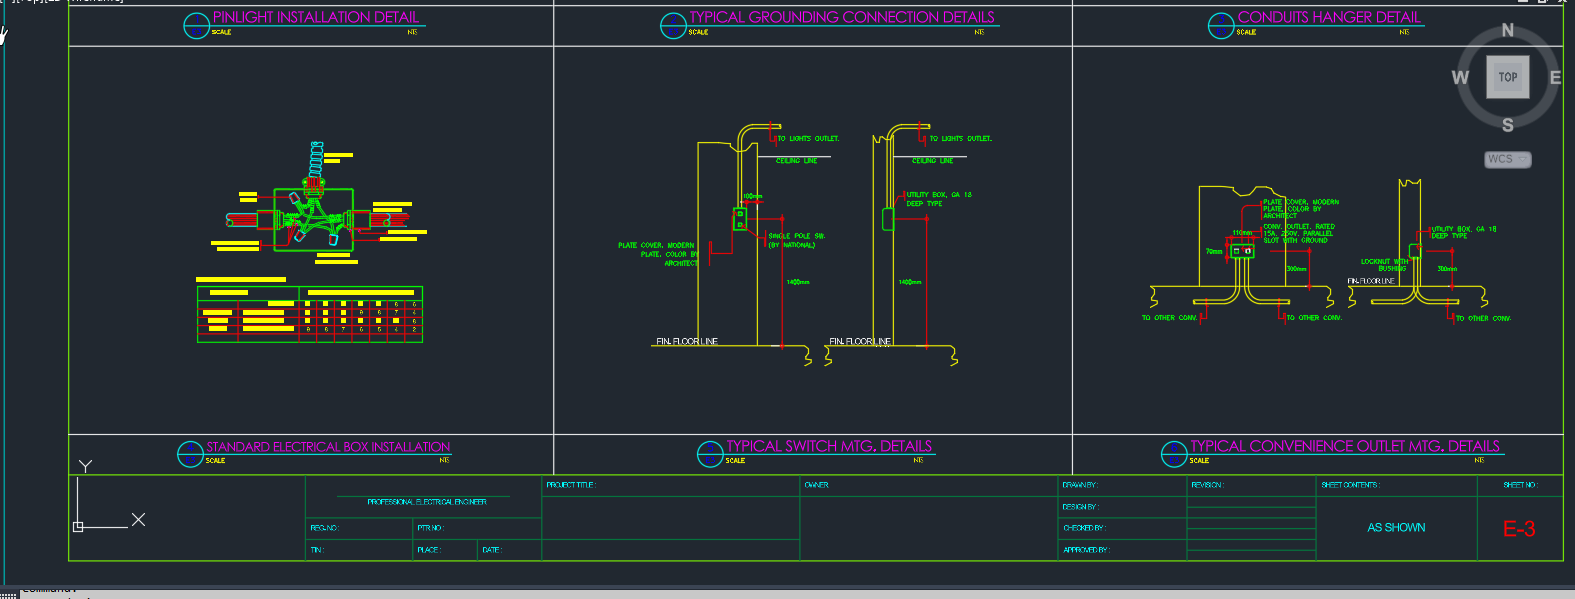 PINLIGHT INSTALLATION DETAIL
SCALE
NTS
TYPICAL GROUNDING CONNECTION DETAILS
SCALE
NTS
CONDUITS HANGER DETAIL
SCALE
NTS
N
W
TOP
E
S
WCS
TO LIGHTS OUTLET.
CEILING LINE
100mm
SINGLE POLE SW.
(BY NATIONAL)
PLATE COVER, MODERN
PLATE, COLOR BY
ARCHITECT
1400mm
FIN. FLOOR LINE
TO LIGHTS OUTLET.
CEILING LINE
UTILITY BOX, GA 18
DEEP TYPE
1400mm
FIN. FLOOR LINE
PLATE COVER, MODERN
PLATE, COLOR BY
ARCHITECT
CONV. OUTLET, RATED
15A, 250V, PARALLEL
SLOT WITH GROUND
110mm
70mm
300mm
TO OTHER CONV.
TO OTHER CONV.
UTILITY BOX, GA 18
DEEP TYPE
LOCKNUT WITH
BUSHING
300mm
FIN. FLOOR LINE
TO OTHER CONV.
STANDARD ELECTRICAL BOX INSTALLATION
SCALE
NTS
TYPICAL SWITCH MTG. DETAILS
SCALE
NTS
TYPICAL CONVENIENCE OUTLET MTG. DETAILS
SCALE
NTS
Y
X
PROFESSIONAL ELECTRICAL ENGINEER
REG. NO :
PTR NO :
TIN :
PLACE :
DATE :
PROJECT TITLE :
OWNER
DRAWN BY :
DESIGN BY :
CHECKED BY :
APPROVED BY :
REVISION :
SHEET CONTENTS :
AS SHOWN
SHEET NO :
E-3